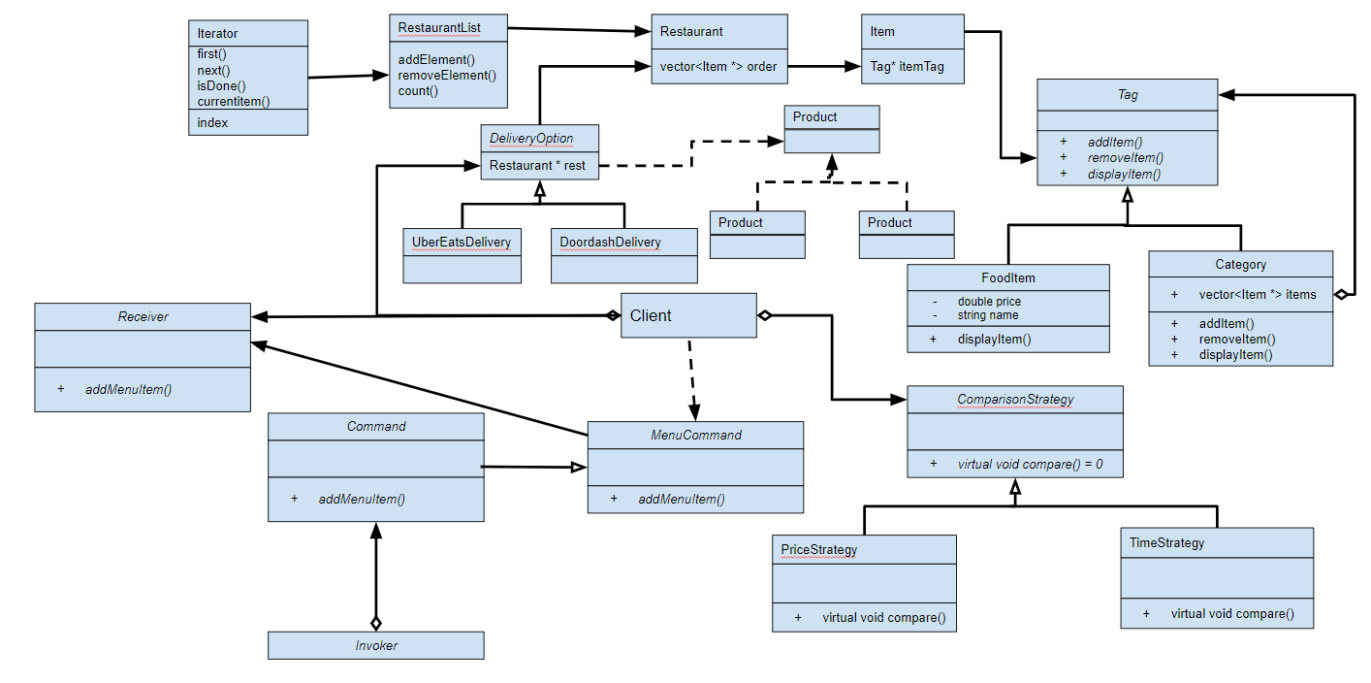 Iterator
first()
next()
isDone()
currentitem()
index
RestaurantList
addElement()
removeElement()
count()
Restaurant
vector<Item *> order
Item
Tag* itemTag
Tag
+ addItem()
+ removeItem()
+ displayItem()
DeliveryOption
Restaurant * rest
Product
Product
Product
UberEatsDelivery
DoordashDelivery
FoodItem
- double price
- string name
+ displayItem()
Category
+ vector<Item *> items
+ addItem()
+ removeItem()
+ displayItem()
Receiver
+ addMenuItem()
Client
Command
+ addMenuItem()
MenuCommand
+ addMenuItem()
ComparisonStrategy
+ virtual void compare() = 0
PriceStrategy
+ virtual void compare()
TimeStrategy
+ virtual void compare()
Invoker